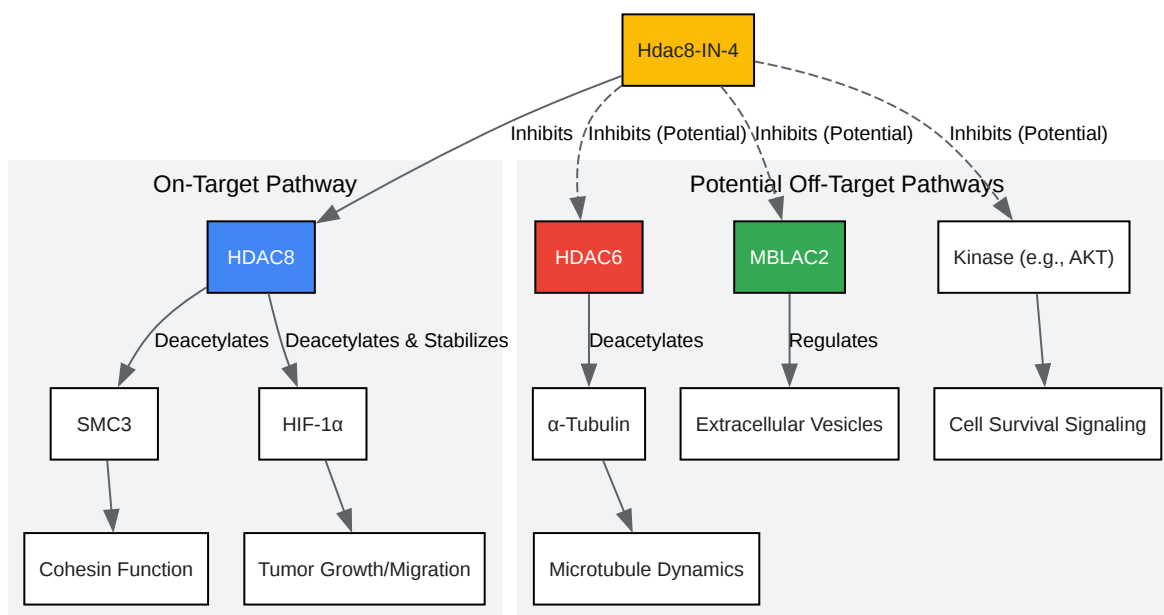 Hdac8-IN-4
Inhibits
Inhibits (Potential)
Inhibits (Potential)
Inhibits (Potential)
On-Target Pathway
Potential Off-Target Pathways
HDAC8
HDAC6
MBLAC2
Kinase (e.g., AKT)
Deacetylates
Deacetylates & Stabilizes
Deacetylates
Regulates
SMC3
HIF-1α
α-Tubulin
Extracellular Vesicles
Cell Survival Signaling
Cohesin Function
Tumor Growth/Migration
Microtubule Dynamics